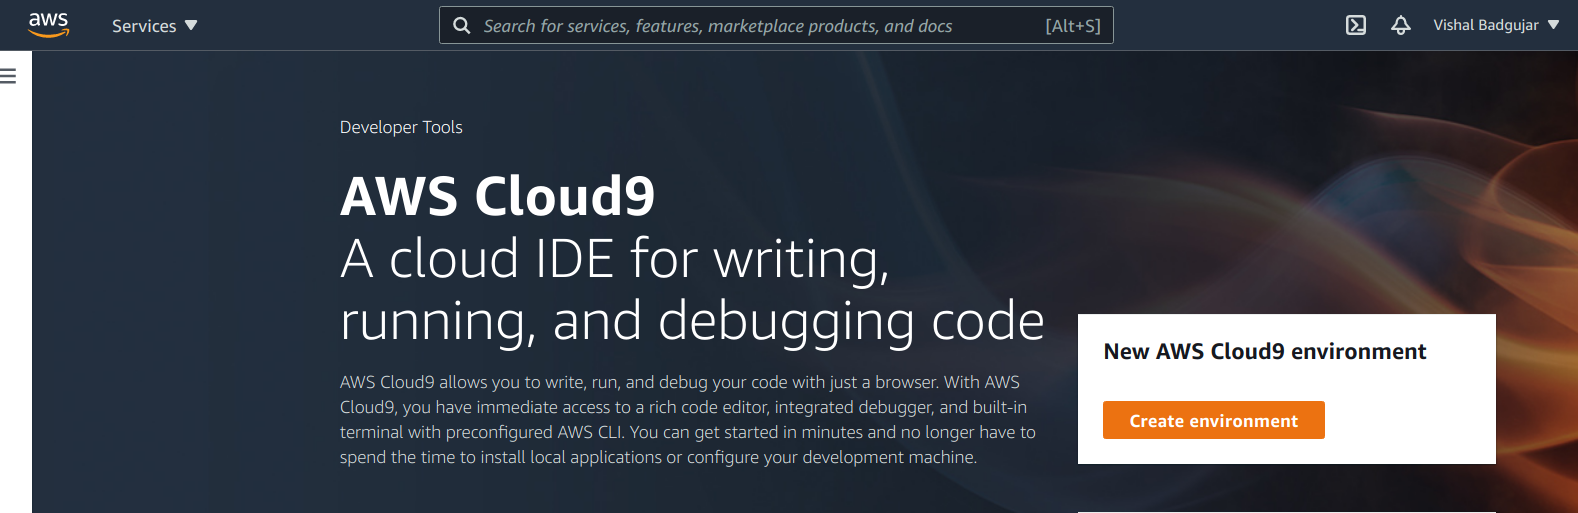 aws
Services
Search for services, features, marketplace products, and docs
[Alt+S]
Vishal Badgujar
Developer Tools
AWS Cloud9
A cloud IDE for writing,
running, and debugging code
AWS Cloud9 allows you to write, run, and debug your code with just a browser. With AWS
Cloud9, you have immediate access to a rich code editor, integrated debugger, and built-in
terminal with preconfigured AWS CLI. You can get started in minutes and no longer have to
spend the time to install local applications or configure your development machine.
New AWS Cloud9 environment
Create environment